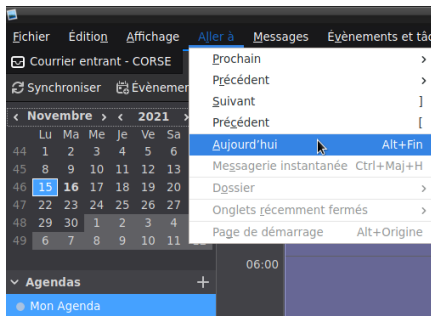 Fichier Édition Affichage Aller à Messages Évènements et tâc
Courrier entrant - CORSE
Synchroniser Évènemen
Prochain
Précédent
Suivant ]
Précédent [
Aujourd'hui Alt+Fin
Messagerie instantanée Ctrl+Maj+H
Dossier
Onglets récemment fermés
Page de démarrage Alt+Origine
Novembre 2021
Lu Ma Me Je Ve Sa
44 1 2 3 4 5 6
45 8 9 10 11 12 13
46 15 16 17 18 19 20
47 22 23 24 25 26 27
48 29 30 1 2 3 4
49 6 7 8 9 10 11 12
06:00
Agendas +
Mon Agenda